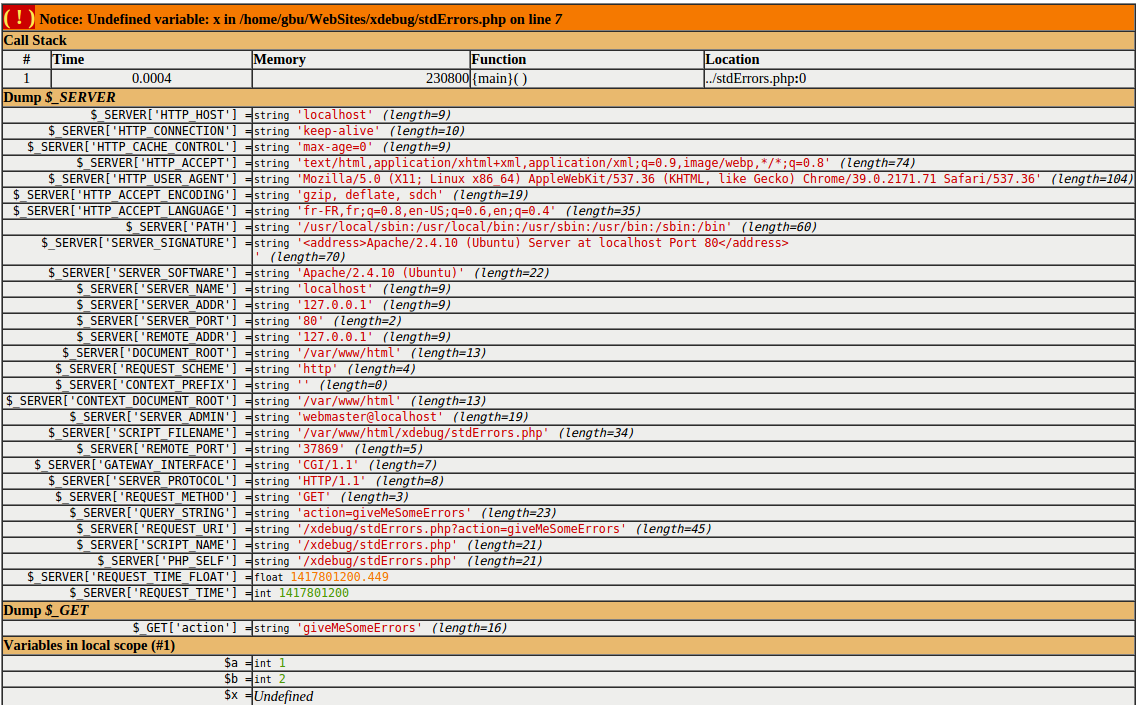 ( ! ) Notice: Undefined variable: x in /home/gbu/WebSites/xdebug/stdErrors.php on line 7
Call Stack
# Time Memory Function Location
1 0.0004 230800 {main}( ) ../stdErrors.php:0
Dump $_SERVER
$_SERVER['HTTP_HOST'] = string 'localhost' (length=9)
$_SERVER['HTTP_CONNECTION'] = string 'keep-alive' (length=10)
$_SERVER['HTTP_CACHE_CONTROL'] = string 'max-age=0' (length=9)
$_SERVER['HTTP_ACCEPT'] = string 'text/html,application/xhtml+xml,application/xml;q=0.9,image/webp,*/*;q=0.8' (length=74)
$_SERVER['HTTP_USER_AGENT'] = string 'Mozilla/5.0 (X11; Linux x86_64) AppleWebKit/537.36 (KHTML, like Gecko) Chrome/39.0.2171.71 Safari/537.36' (length=104)
$_SERVER['HTTP_ACCEPT_ENCODING'] = string 'gzip, deflate, sdch' (length=19)
$_SERVER['HTTP_ACCEPT_LANGUAGE'] = string 'fr-FR,fr;q=0.8,en-US;q=0.6,en;q=0.4' (length=35)
$_SERVER['PATH'] = string '/usr/local/sbin:/usr/local/bin:/usr/sbin:/usr/bin:/sbin:/bin' (length=60)
$_SERVER['SERVER_SIGNATURE'] = string '<address>Apache/2.4.10 (Ubuntu) Server at localhost Port 80</address>
' (length=70)
$_SERVER['SERVER_SOFTWARE'] = string 'Apache/2.4.10 (Ubuntu)' (length=22)
$_SERVER['SERVER_NAME'] = string 'localhost' (length=9)
$_SERVER['SERVER_ADDR'] = string '127.0.0.1' (length=9)
$_SERVER['SERVER_PORT'] = string '80' (length=2)
$_SERVER['REMOTE_ADDR'] = string '127.0.0.1' (length=9)
$_SERVER['DOCUMENT_ROOT'] = string '/var/www/html' (length=13)
$_SERVER['REQUEST_SCHEME'] = string 'http' (length=4)
$_SERVER['CONTEXT_PREFIX'] = string '' (length=0)
$_SERVER['CONTEXT_DOCUMENT_ROOT'] = string '/var/www/html' (length=13)
$_SERVER['SERVER_ADMIN'] = string 'webmaster@localhost' (length=19)
$_SERVER['SCRIPT_FILENAME'] = string '/var/www/html/xdebug/stdErrors.php' (length=34)
$_SERVER['REMOTE_PORT'] = string '37869' (length=5)
$_SERVER['GATEWAY_INTERFACE'] = string 'CGI/1.1' (length=7)
$_SERVER['SERVER_PROTOCOL'] = string 'HTTP/1.1' (length=8)
$_SERVER['REQUEST_METHOD'] = string 'GET' (length=3)
$_SERVER['QUERY_STRING'] = string 'action=giveMeSomeErrors' (length=23)
$_SERVER['REQUEST_URI'] = string '/xdebug/stdErrors.php?action=giveMeSomeErrors' (length=45)
$_SERVER['SCRIPT_NAME'] = string '/xdebug/stdErrors.php' (length=21)
$_SERVER['PHP_SELF'] = string '/xdebug/stdErrors.php' (length=21)
$_SERVER['REQUEST_TIME_FLOAT'] = float 1417801200.449
$_SERVER['REQUEST_TIME'] = int 1417801200
Dump $_GET
$_GET['action'] = string 'giveMeSomeErrors' (length=16)
Variables in local scope (#1)
$a = int 1
$b = int 2
$x = Undefined